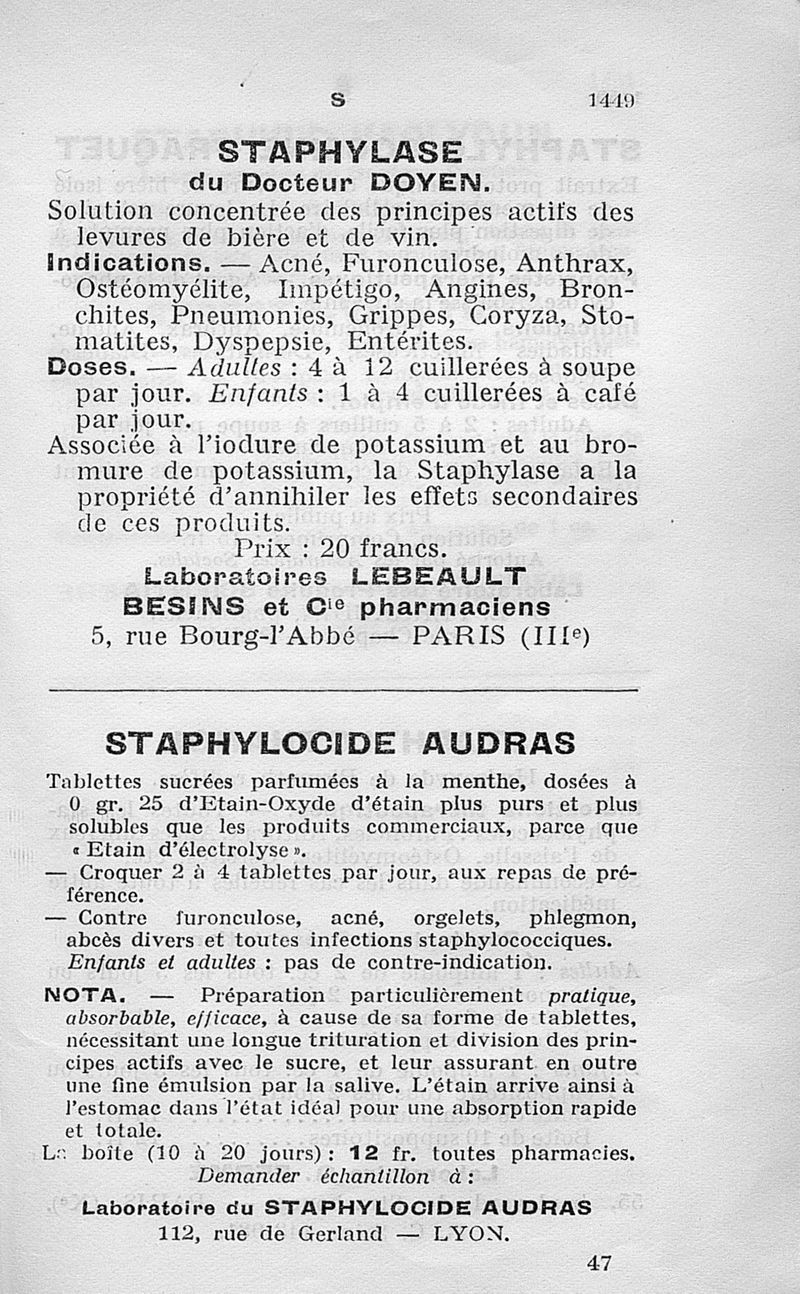 S 1449
STAPHYLASE
du Docteur DOYEN.
Solution concentrée des principes actifs des
levures de bière et de vin.
Indications. — Acné, Furonculose, Anthrax,
Ostéomyélite, Impétigo, Angines, Bron-
chites, Pneumonies, Grippes, Coryza, Sto-
matites, Dyspepsie, Entérites.
Doses. — Adultes : 4 à 12 cuillerées à soupe
par jour. Enfants : 1 à 4 cuillerées à café
par jour.
Associée à l'iodure de potassium et au bro-
mure de potassium, la Staphylase a la
propriété d'annihiler les effets secondaires
de ces produits.
Prix : 20 francs.
Laboratoires LEBEAULT
BESINS et Cie pharmaciens
5, rue Bourg-l'Abbé — PARIS (IIIe)
STAPHYLOCIDE AUDRAS
Tablettes sucrées parfumées à la menthe, dosées à
0 gr. 25 d'Etain-Oxyde d'étain plus purs et plus
solubles que les produits commerciaux, parce que
« Etain d'électrolyse ».
— Croquer 2 à 4 tablettes par jour, aux repas de pré-
férence.
— Contre furonculose, acné, orgelets, phlegmon,
abcès divers et toutes infections staphylococciques.
Enfants et adultes : pas de contre-indication.
NOTA. — Préparation particulièrement pratique,
absorbable, efficace, à cause de sa forme de tablettes,
nécessitant une longue trituration et division des prin-
cipes actifs avec le sucre, et leur assurant en outre
une fine émulsion par la salive. L'étain arrive ainsi à
l'estomac dans l'état idéal pour une absorption rapide
et totale.
La boîte (10 à 20 jours) : 12 fr. toutes pharmacies.
Demander échantillon à :
Laboratoire du STAPHYLOCIDE AUDRAS
112, rue de Gerland — LYON.
47